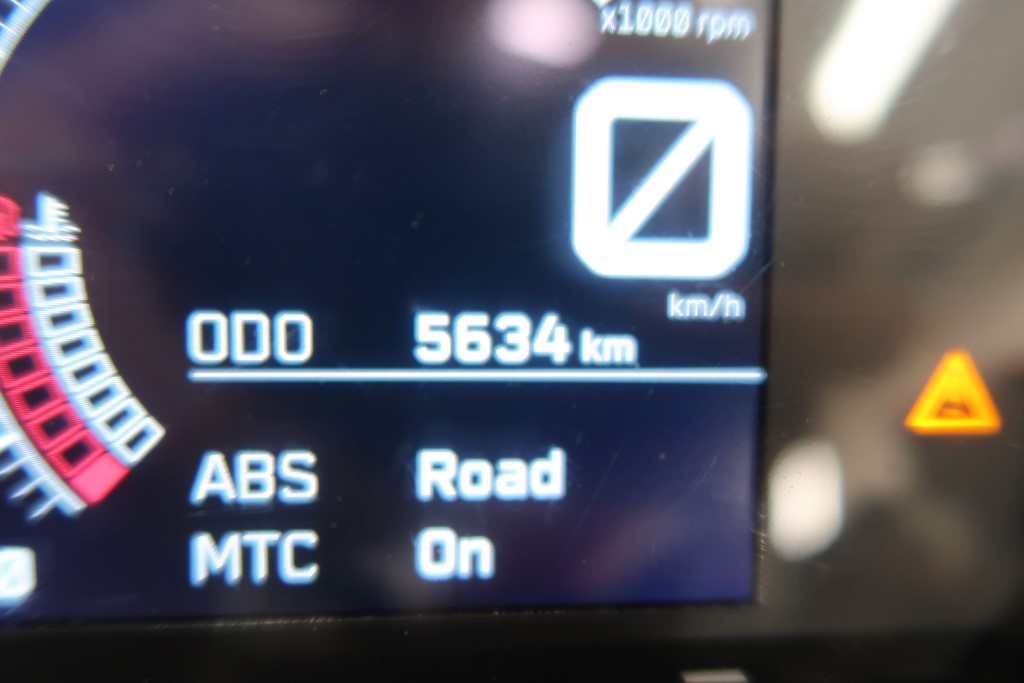 x1000 rpm
0
km/h
ODO 5634 km
ABS Road
MTC On